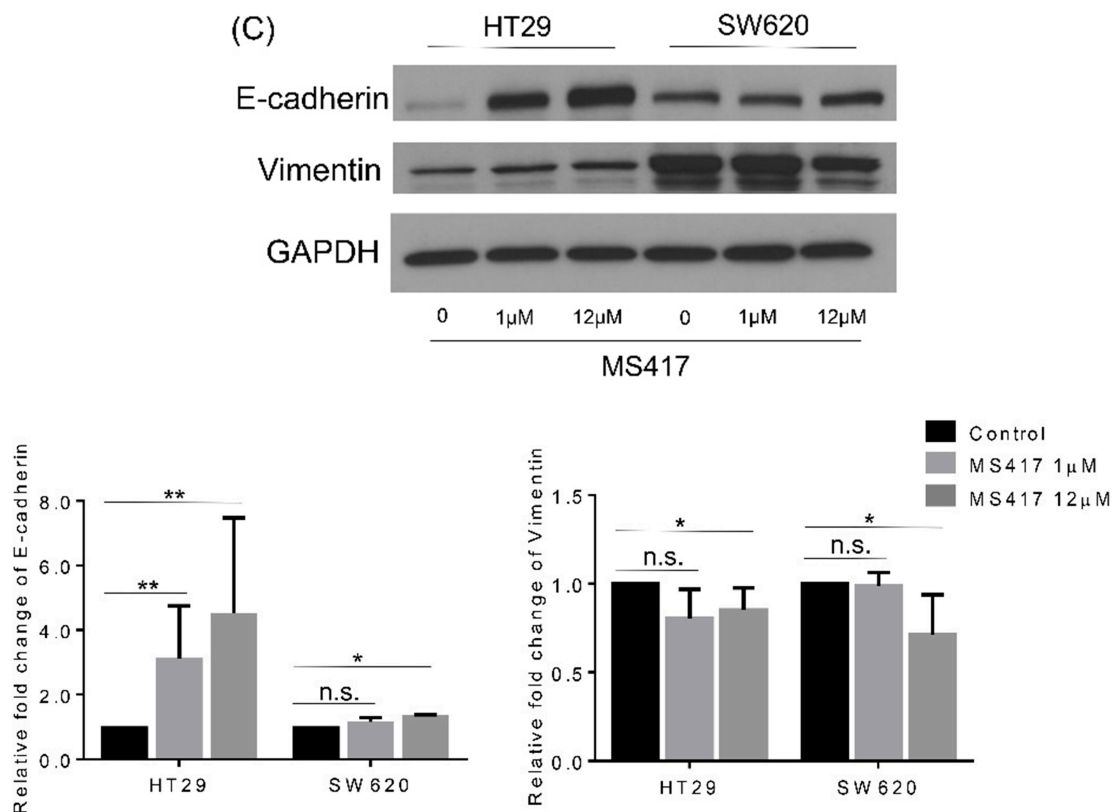 (C) HT29 SW620
E-cadherin
Vimentin
GAPDH
0 1μM 12μM 0 1μM 12μM
MS417
Control
MS417 1μM
MS417 12μM
Relative fold change of E-cadherin
8.0
6.0
4.0
2.0
0.0
**
**
*
n.s.
HT29 SW620
Relative fold change of Vimentin
1.5
1.0
0.5
0.0
* *
n.s. n.s.
HT29 SW620